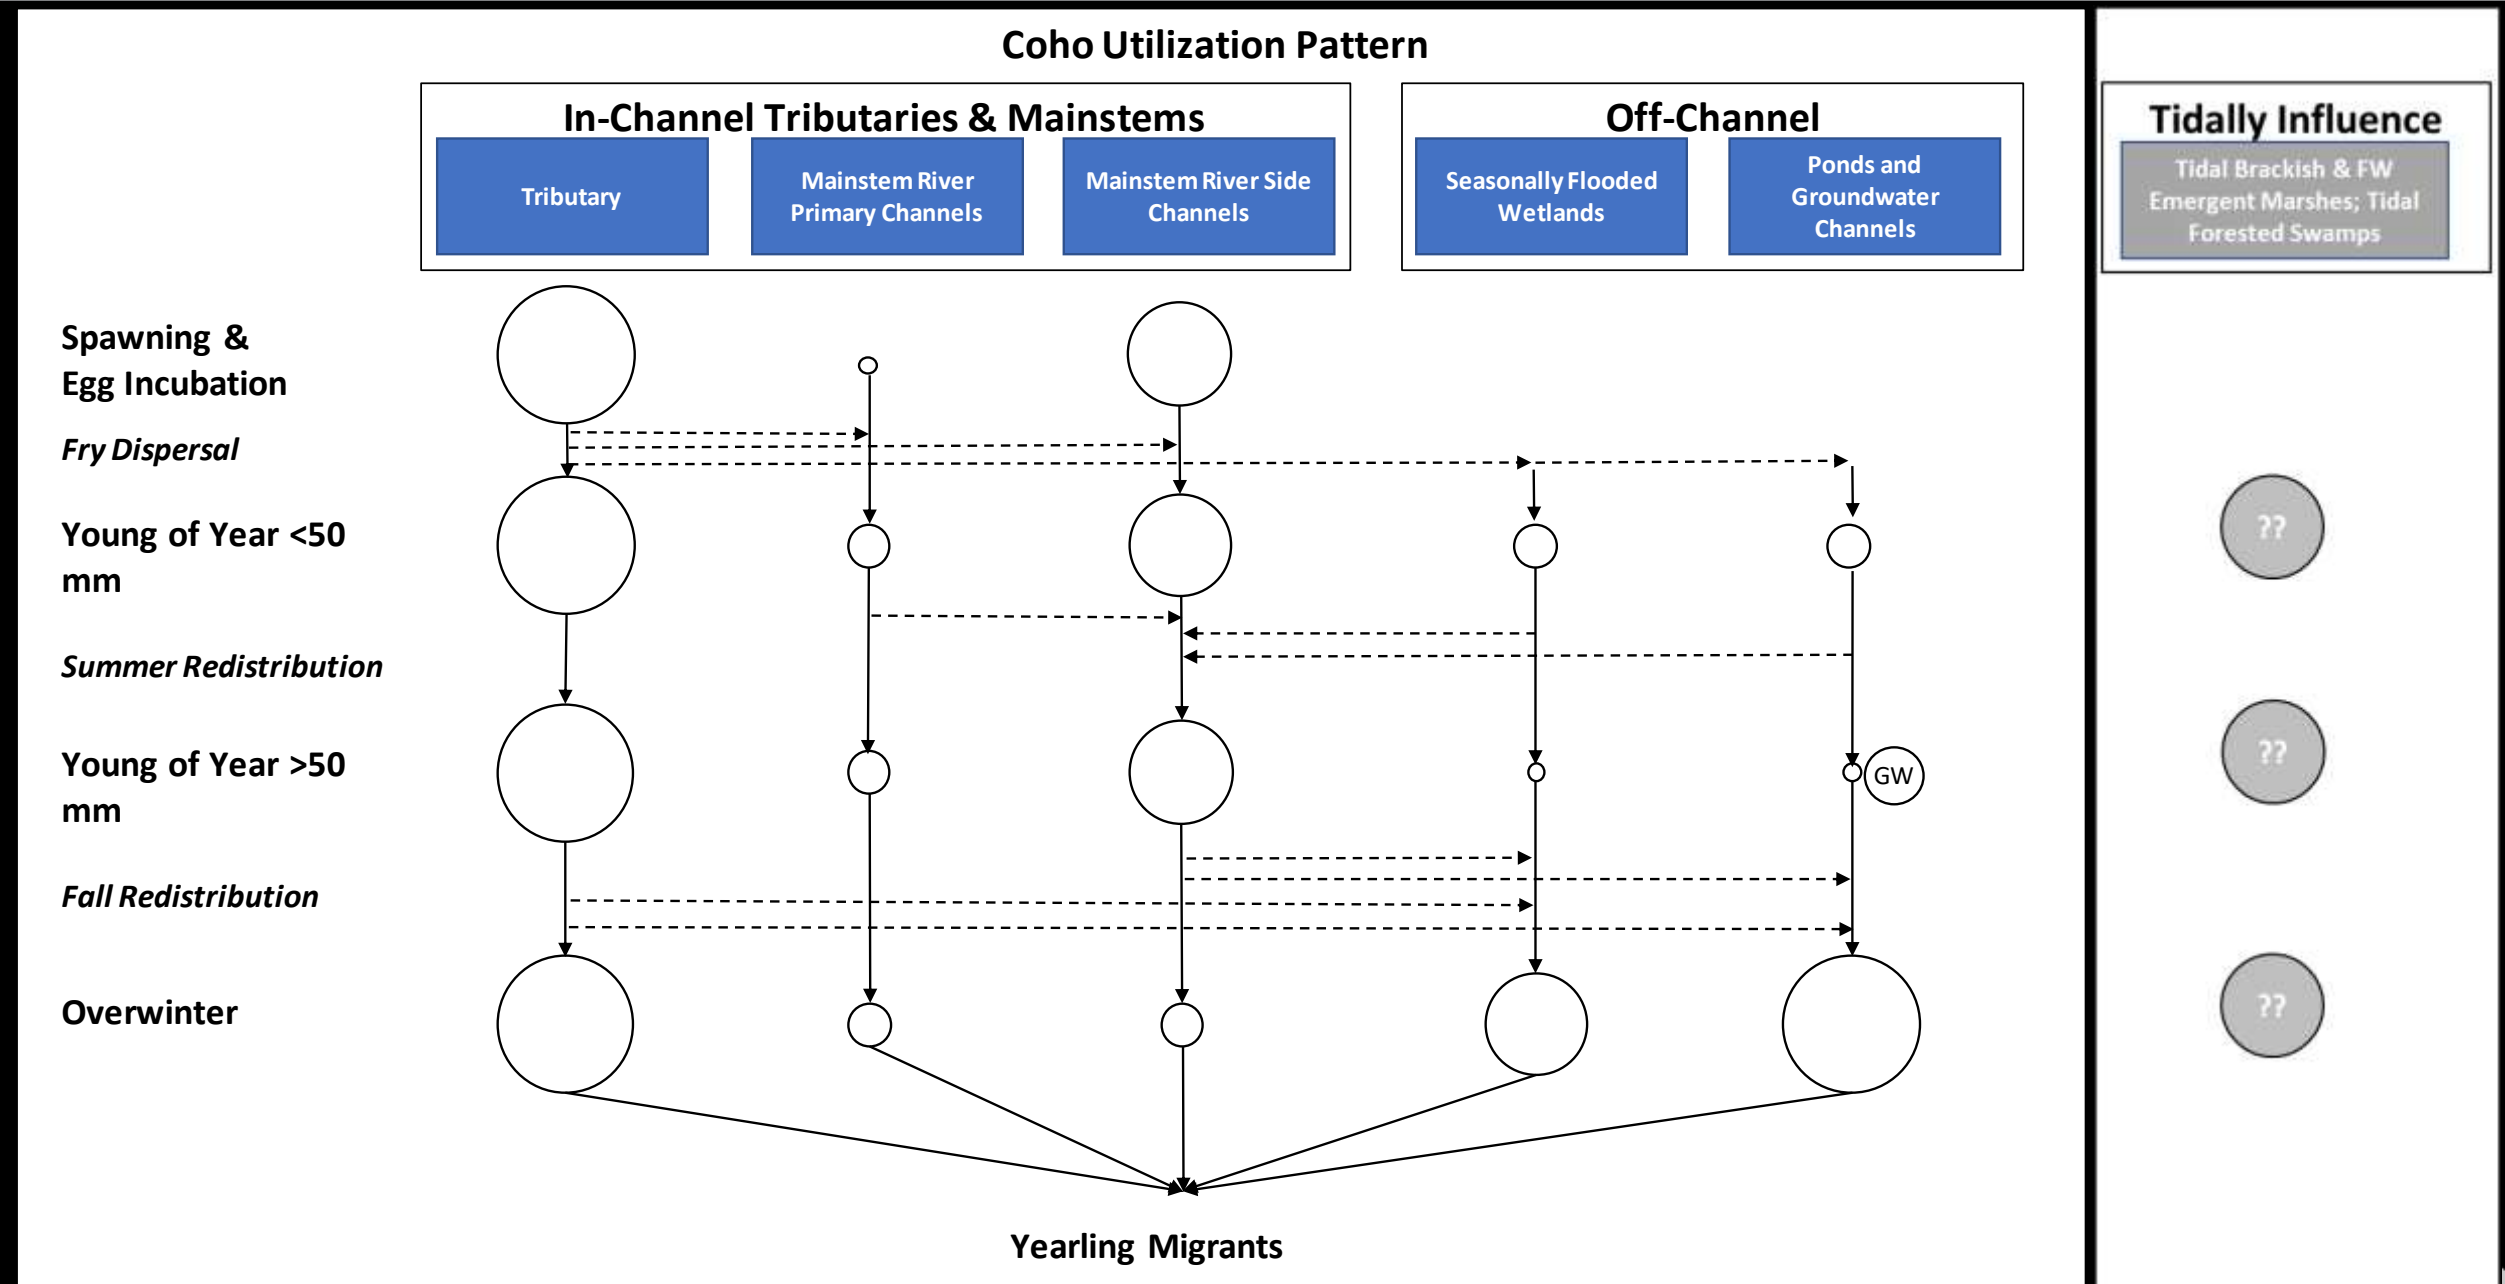 Coho Utilization Pattern
In-Channel Tributaries & Mainstems
Tributary
Mainstem River
Primary Channels
Mainstem River Side
Channels
Off-Channel
Seasonally Flooded
Wetlands
Ponds and
Groundwater
Channels
Tidally Influence
Tidal Brackish & FW
Emergent Marshes; Tidal
Forested Swamps
Spawning &
Egg Incubation
Fry Dispersal
Young of Year <50
mm
??
Summer Redistribution
Young of Year >50
mm
GW
??
Fall Redistribution
Overwinter
??
Yearling Migrants